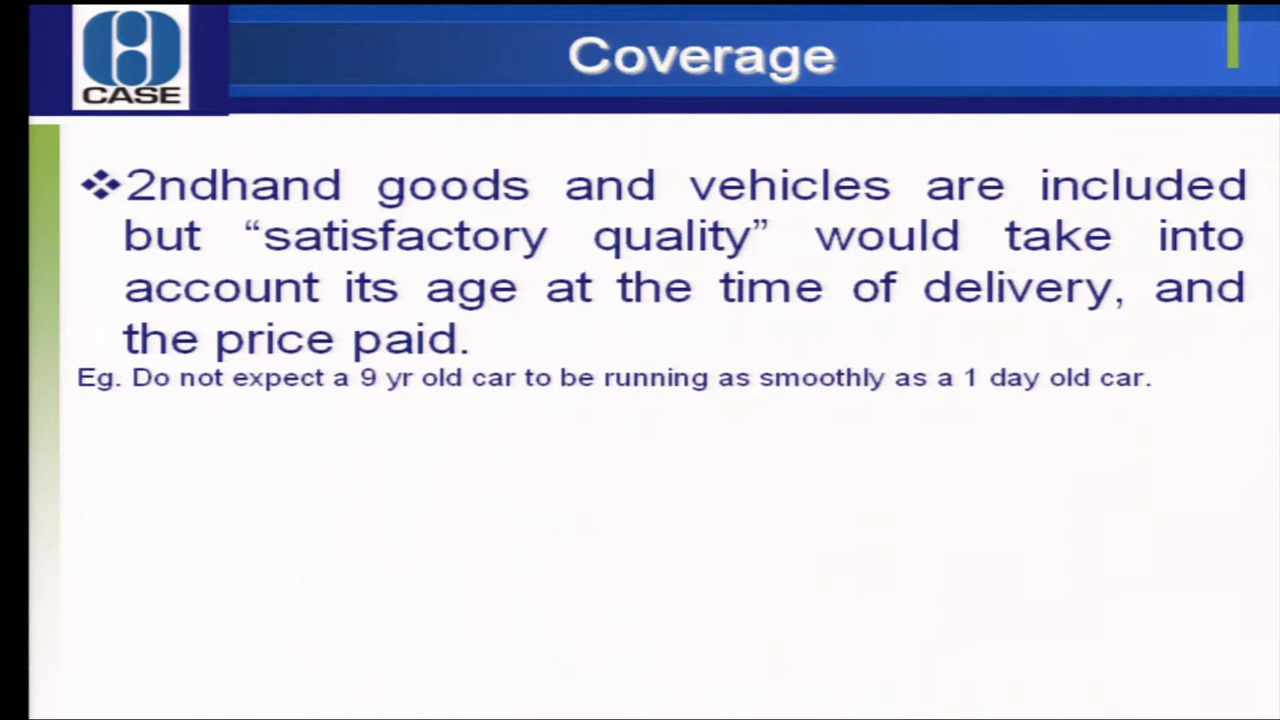 CASE
Coverage
❖2ndhand goods and vehicles are included
but “satisfactory quality” would take into
account its age at the time of delivery, and
the price paid.
Eg. Do not expect a 9 yr old car to be running as smoothly as a 1 day old car.